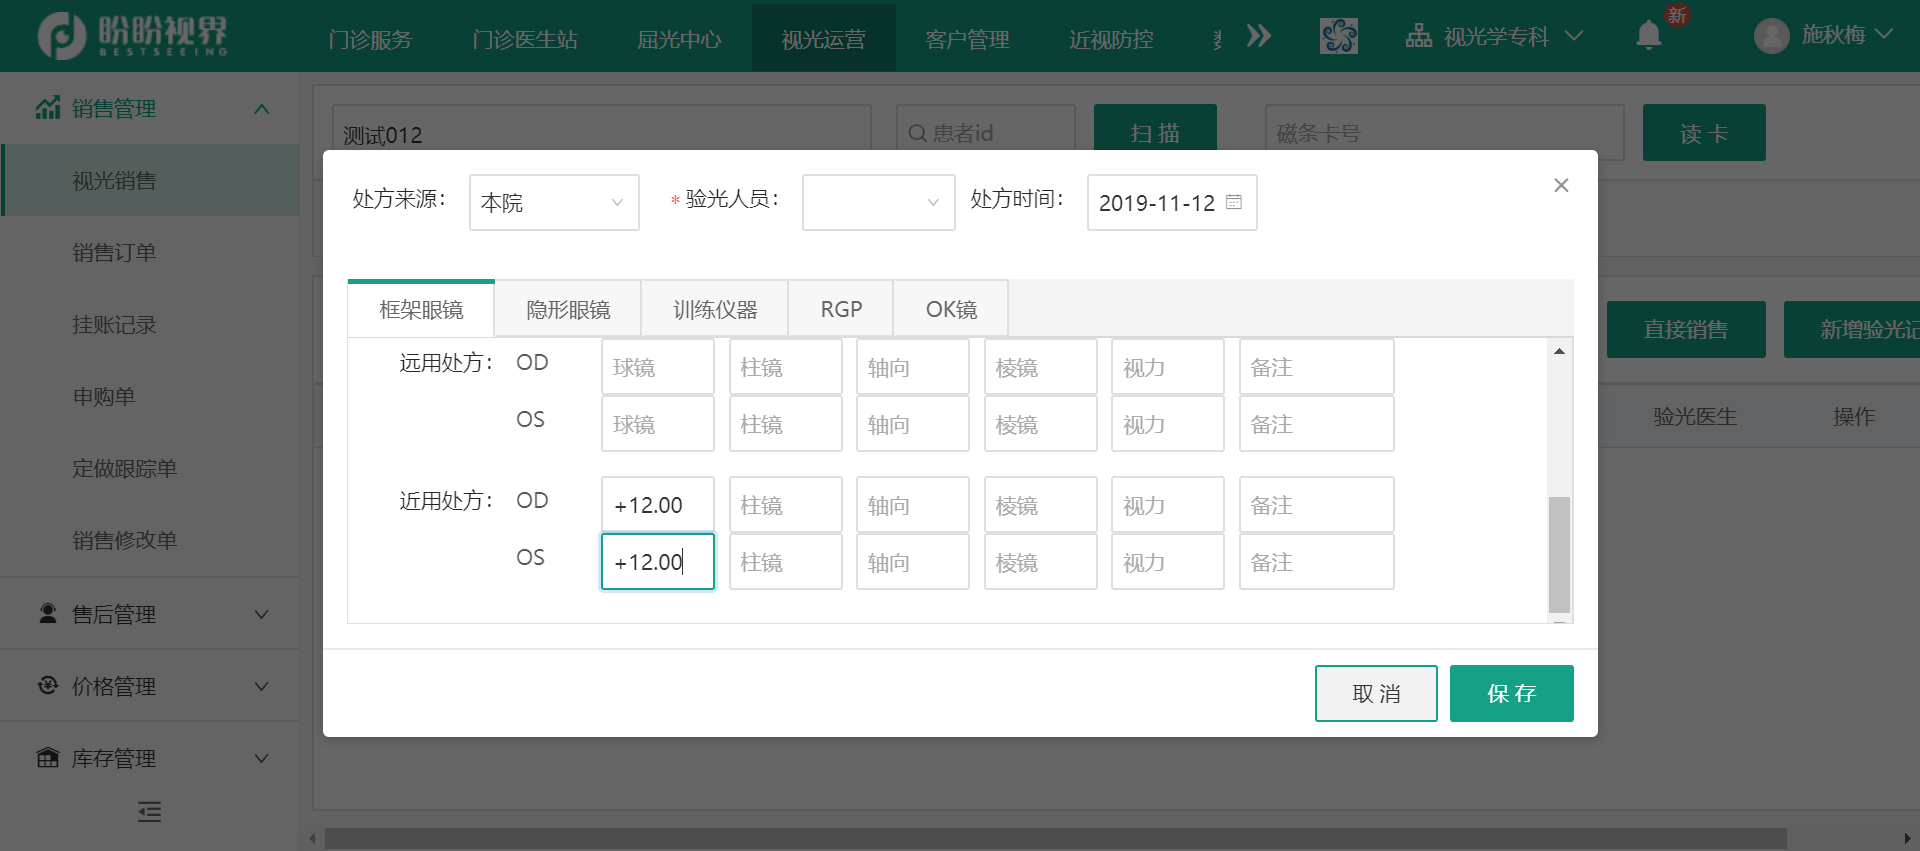 盼盼视界
BESTSEEING
门诊服务
门诊医生站
屈光中心
视光运营
客户管理
近视防控
视光学专科
新
施秋梅
销售管理
视光销售
销售订单
挂账记录
申购单
定做跟踪单
销售修改单
售后管理
价格管理
库存管理
测试012
患者id
扫 描
磁条卡号
读 卡
处方来源：
本院
* 验光人员：
处方时间：
2019-11-12
框架眼镜
隐形眼镜
训练仪器
RGP
OK镜
直接销售
新增验光记
验光医生
操作
远用处方： OD 球镜 柱镜 轴向 棱镜 视力 备注
OS 球镜 柱镜 轴向 棱镜 视力 备注
近用处方： OD +12.00 柱镜 轴向 棱镜 视力 备注
OS +12.00 柱镜 轴向 棱镜 视力 备注
取 消
保 存